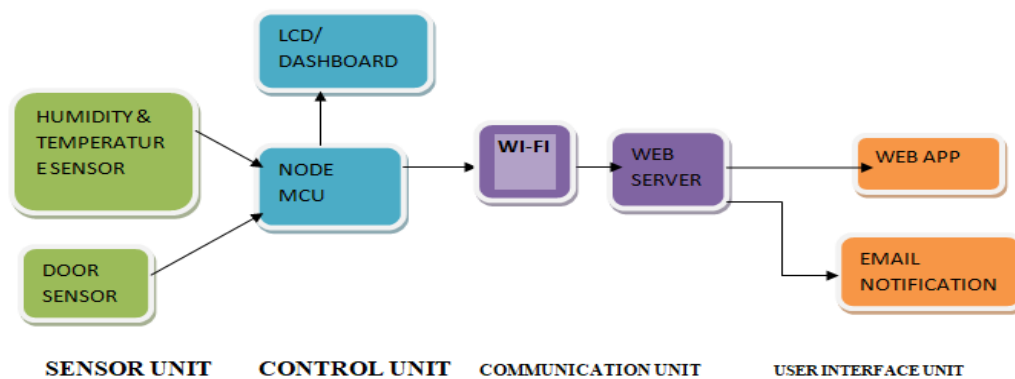 LCD/
DASHBOARD
HUMIDITY &
TEMPERATUR
E SENSOR
NODE
MCU
WI-FI
WEB
SERVER
WEB APP
DOOR
SENSOR
EMAIL
NOTIFICATION
SENSOR UNIT
CONTROL UNIT
COMMUNICATION UNIT
USER INTERFACE UNIT